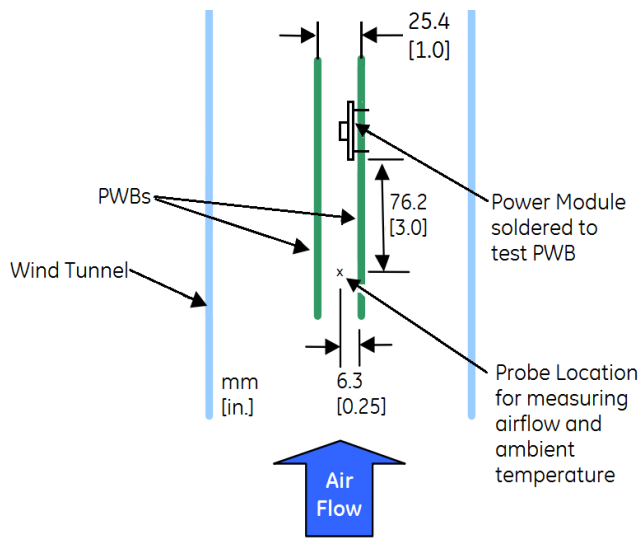 25.4
[1.0]
PWBs
76.2
[3.0]
Power Module
soldered to
test PWB
Wind Tunnel
x
mm
[in.]
6.3
[0.25]
Probe Location
for measuring
airflow and
ambient
temperature
Air
Flow